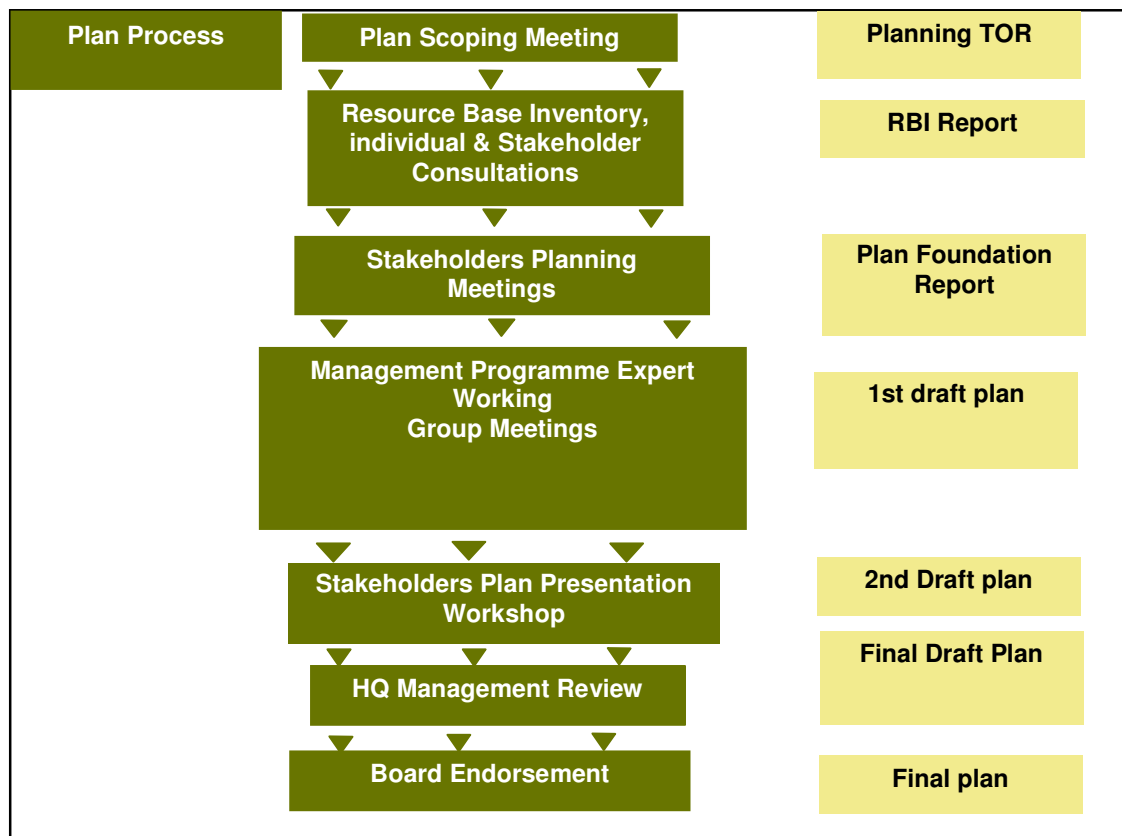 Plan Process
Plan Scoping Meeting
Planning TOR
Resource Base Inventory,
individual & Stakeholder
Consultations
RBI Report
Stakeholders Planning
Meetings
Plan Foundation
Report
Management Programme Expert
Working
Group Meetings
1st draft plan
Stakeholders Plan Presentation
Workshop
2nd Draft plan
HQ Management Review
Final Draft Plan
Board Endorsement
Final plan